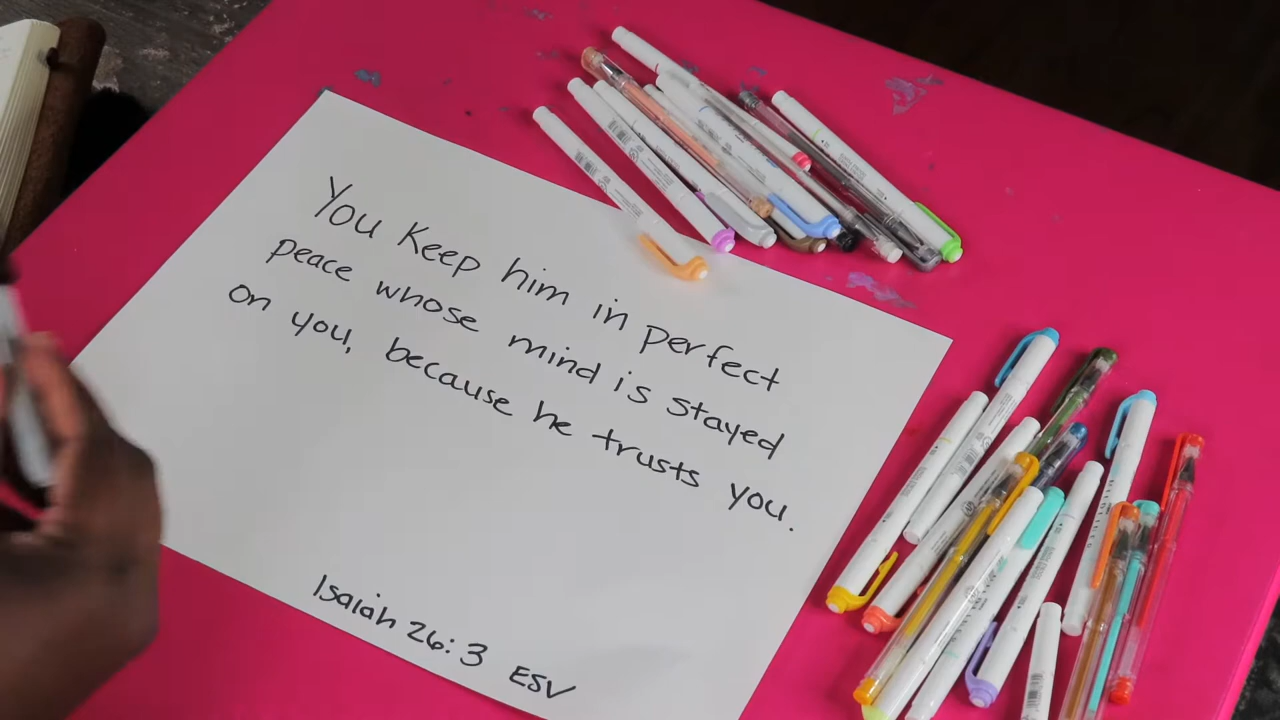 You Keep him in perfect
peace whose mind is stayed
on you, because he trusts you.
Isaiah 26:3 ESV